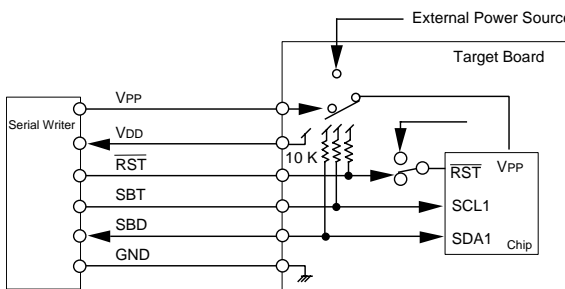 External Power Source
Target Board
Serial Writer
VPP
VDD
RST
SBT
SBD
GND
10 K
RST
VPP
SCL1
SDA1
Chip